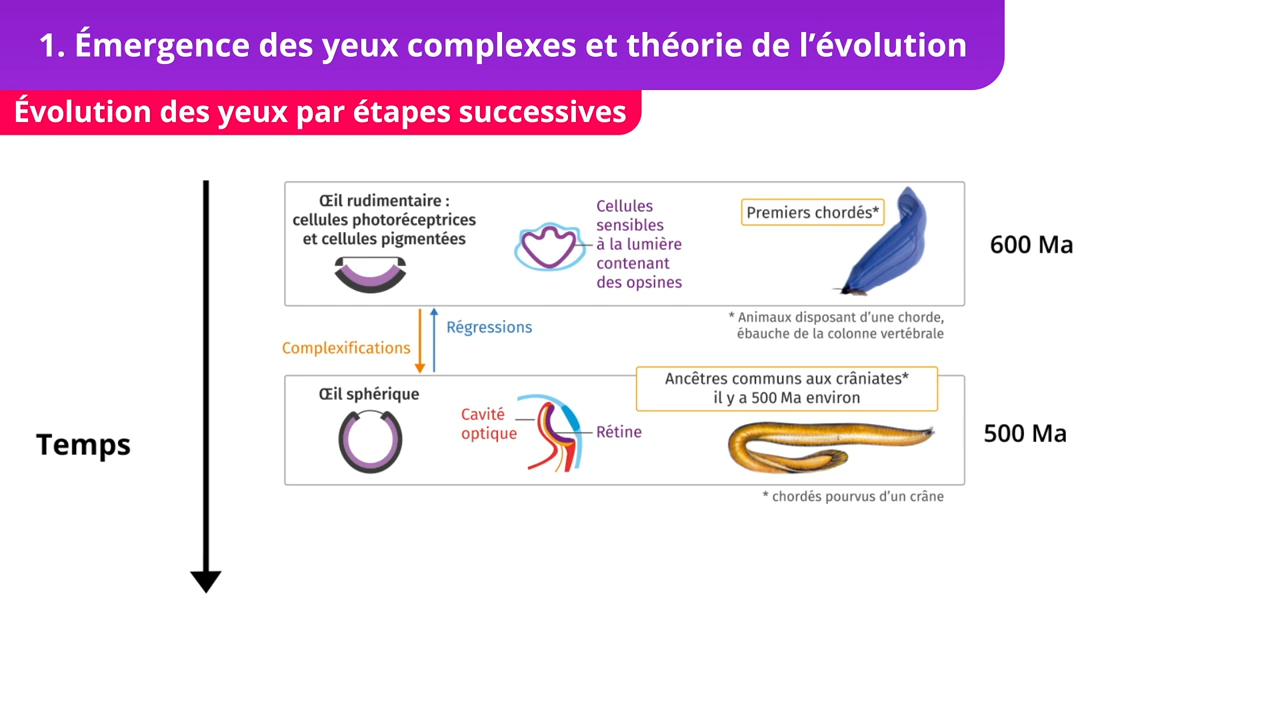 1. Émergence des yeux complexes et théorie de l’évolution
Évolution des yeux par étapes successives
Œil rudimentaire :
cellules photoréceptrices
et cellules pigmentées
Cellules
sensibles
à la lumière
contenant
des opsines
Premiers chordés*
600 Ma
* Animaux disposant d’une chorde,
ébauche de la colonne vertébrale
Régressions
Complexifications
Œil sphérique
Cavité
optique
Rétine
Ancêtres communs aux crâniates*
il y a 500 Ma environ
500 Ma
* chordés pourvus d’un crâne
Temps